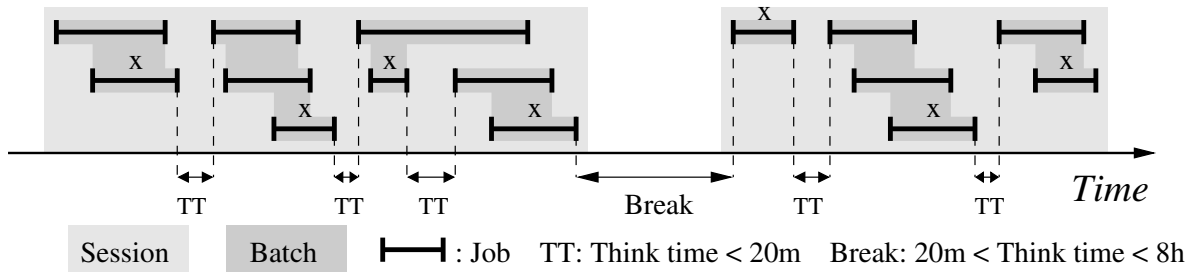 x
x
x
x
x
x
x
x
TT
TT
TT
Break
TT
TT
Time
Session
Batch
: Job
TT: Think time < 20m
Break: 20m < Think time < 8h